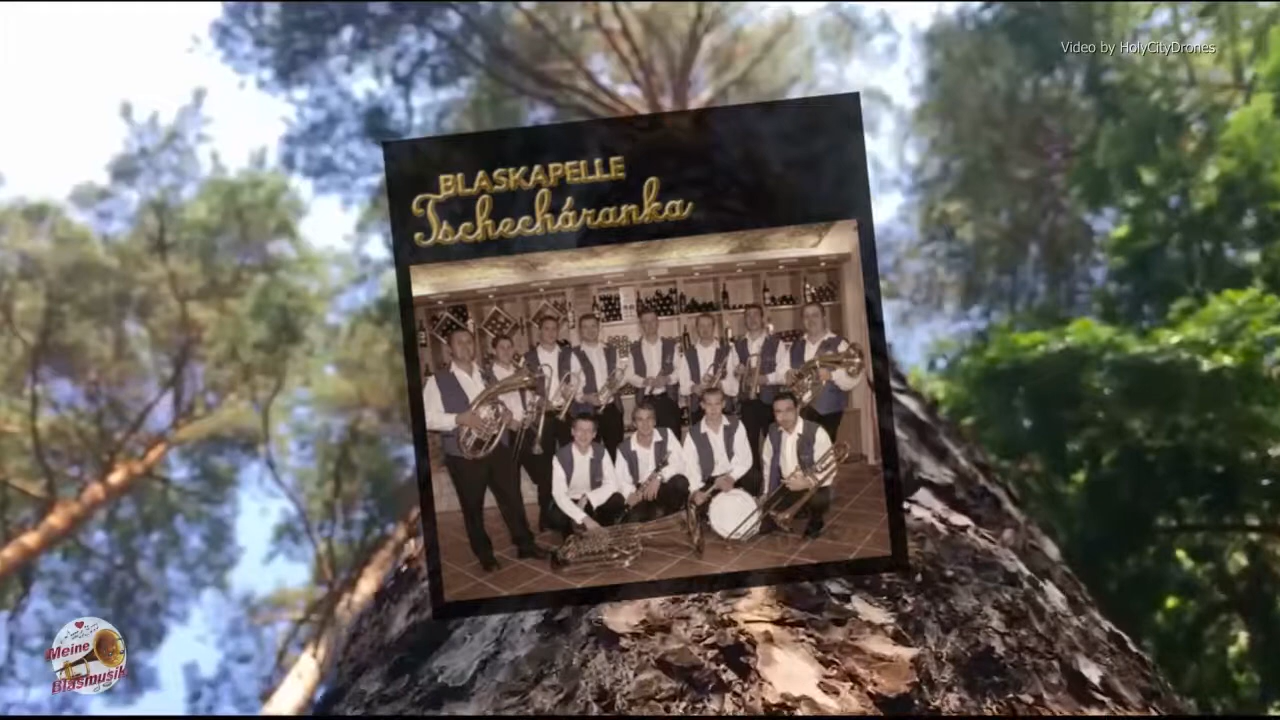 Video by HolyCityDrones
BLASKAPELLE
Tschecháranka
Meine
Blasmusik